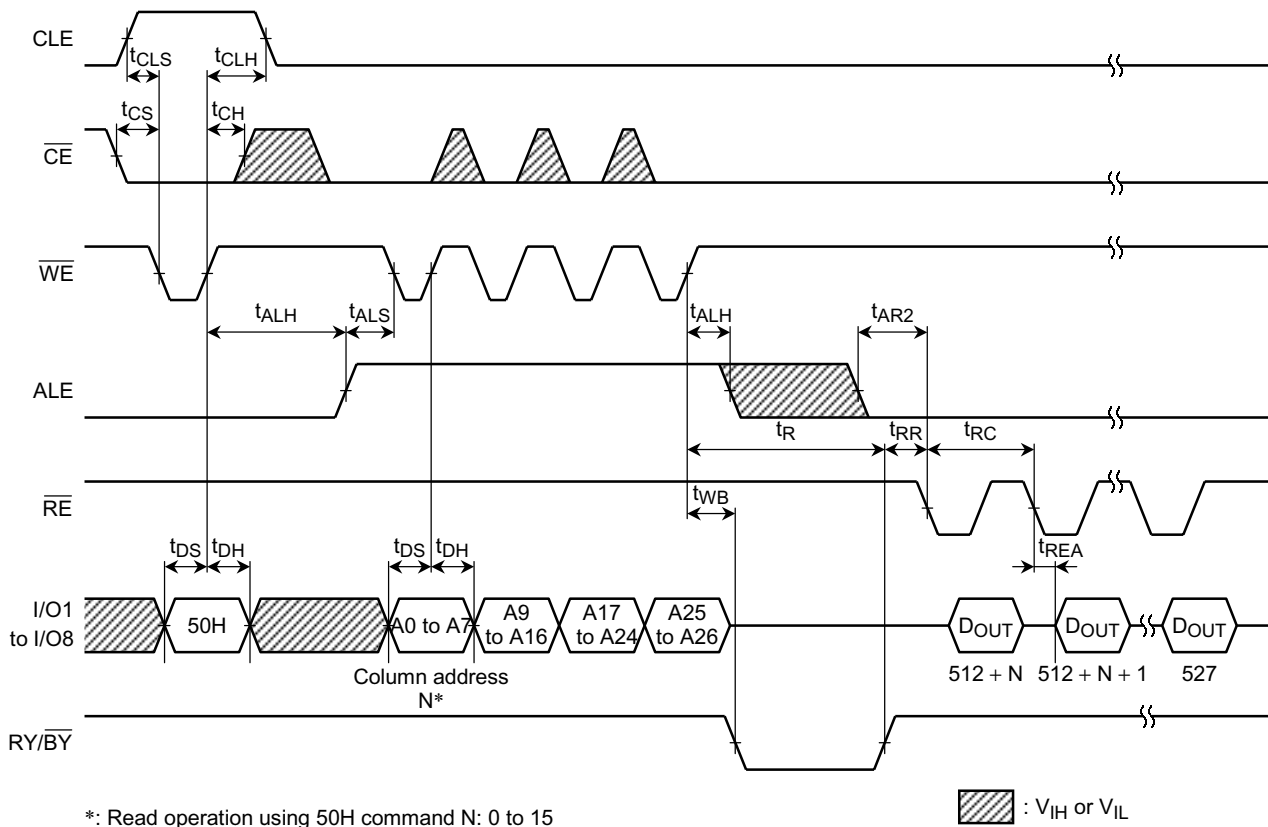 CLE
tCLS
tCLH
tCS
tCH
CE
WE
tALH
tALS
tALH
tAR2
ALE
tR
tRR
tRC
RE
tWB
tDS
tDH
tDS
tDH
tREA
I/O1
to I/O8
50H
A0 to A7
A9
to A16
A17
to A24
A25
to A26
DOUT
DOUT
DOUT
Column address
N*
512 + N
512 + N + 1
527
RY/BY
*: Read operation using 50H command N: 0 to 15
: VIH or VIL